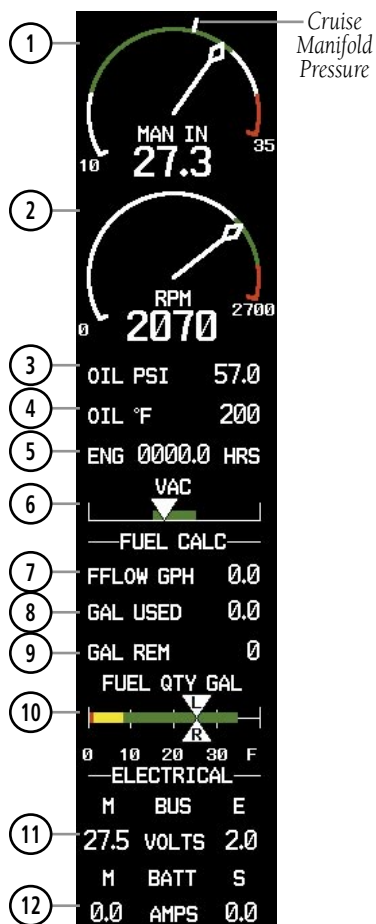 Cruise
Manifold
Pressure
1
MAN IN
10
35
27.3
2
RPM
0
2700
2070
3 OIL PSI 57.0
4 OIL °F 200
5 ENG 0000.0 HRS
6 VAC
FUEL CALC
7 FFLOW GPH 0.0
8 GAL USED 0.0
9 GAL REM 0
FUEL QTY GAL
10 L
R
0 10 20 30 F
ELECTRICAL
M BUS E
11 27.5 VOLTS 2.0
M BATT S
12 0.0 AMPS 0.0